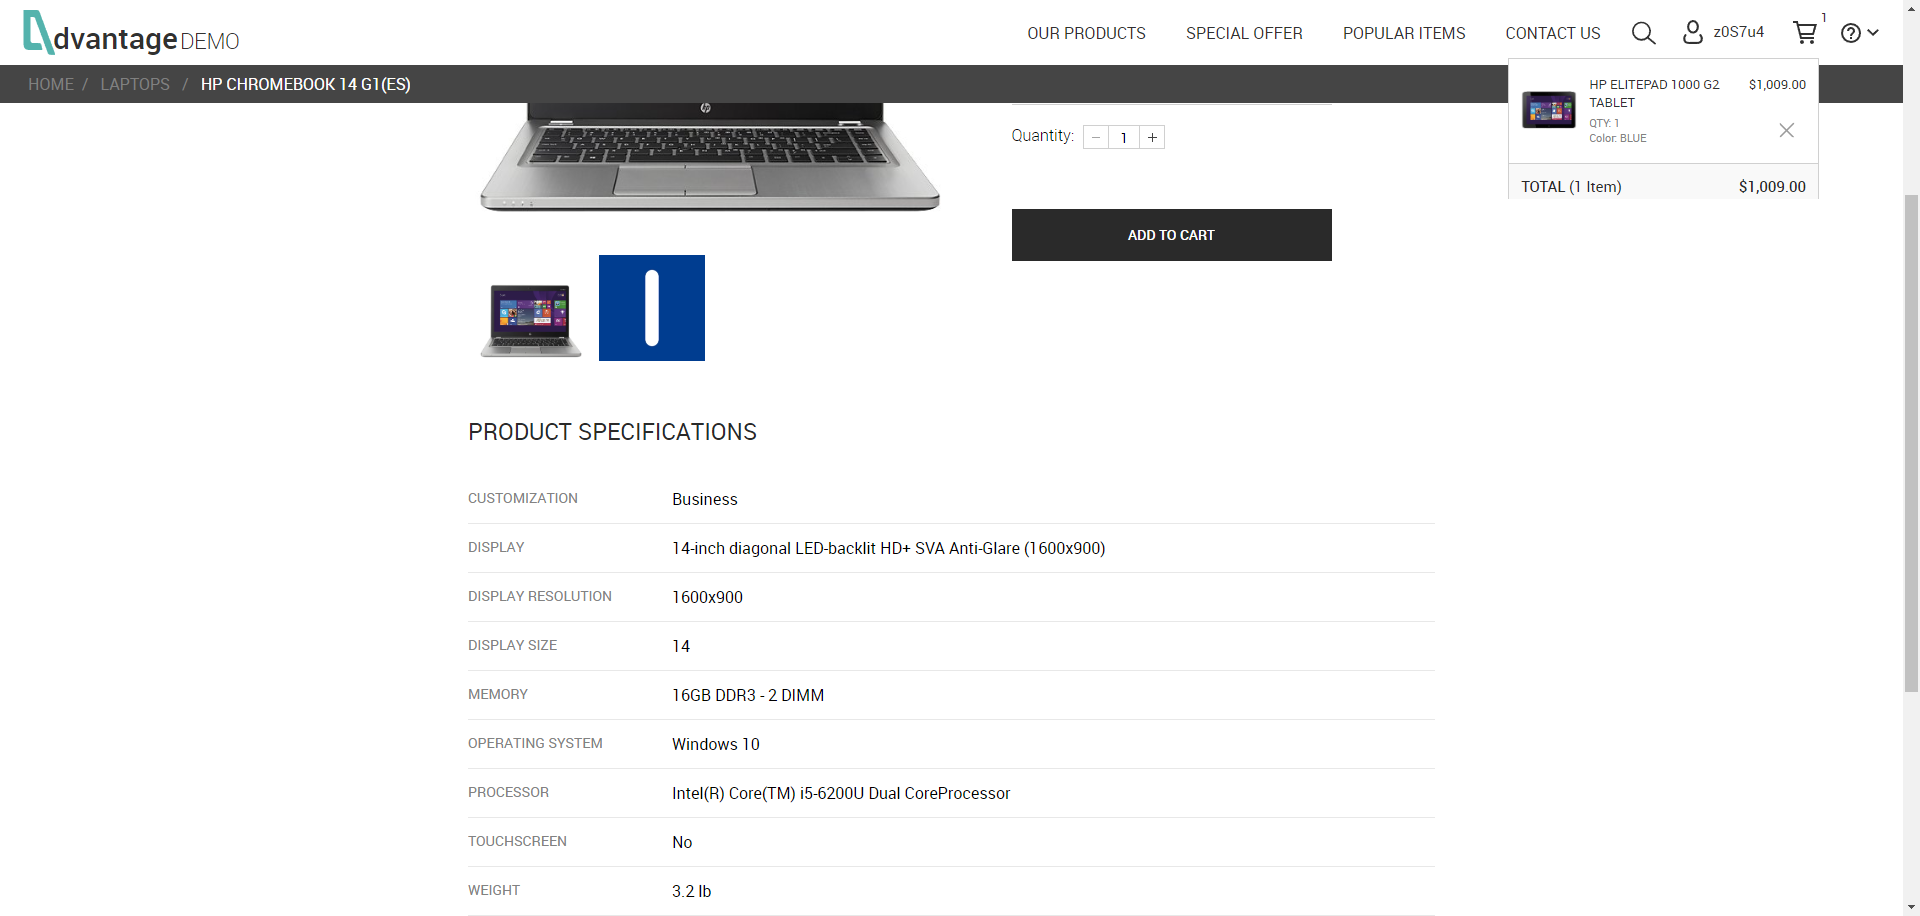 dvantage DEMO
OUR PRODUCTS
SPECIAL OFFER
POPULAR ITEMS
CONTACT US
z0S7u4
1
HOME / LAPTOPS / HP CHROMEBOOK 14 G1(ES)
HP ELITEPAD 1000 G2 TABLET
$1,009.00
QTY: 1
Color: BLUE
TOTAL (1 Item)
$1,009.00
Quantity:
−
1
+
ADD TO CART
PRODUCT SPECIFICATIONS
CUSTOMIZATION
Business
DISPLAY
14-inch diagonal LED-backlit HD+ SVA Anti-Glare (1600x900)
DISPLAY RESOLUTION
1600x900
DISPLAY SIZE
14
MEMORY
16GB DDR3 - 2 DIMM
OPERATING SYSTEM
Windows 10
PROCESSOR
Intel(R) Core(TM) i5-6200U Dual CoreProcessor
TOUCHSCREEN
No
WEIGHT
3.2 lb